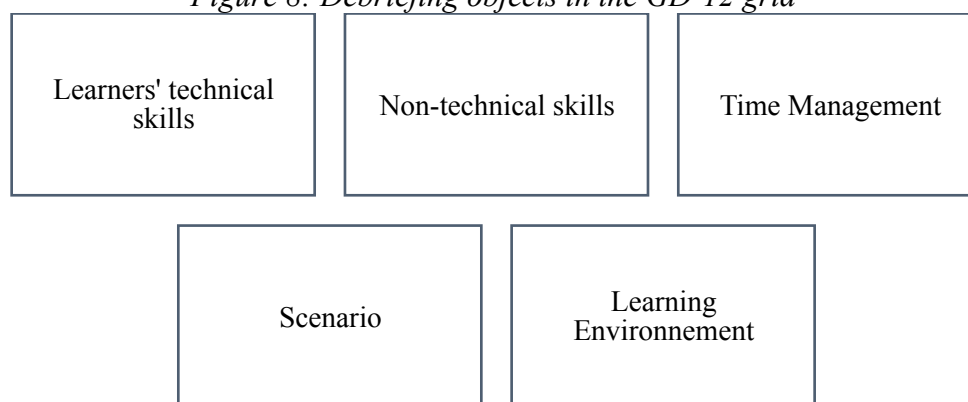 Figure 8: Debriefing objects in the GD-12 grid
Learners' technical
skills
Non-technical skills
Time Management
Scenario
Learning
Environnement